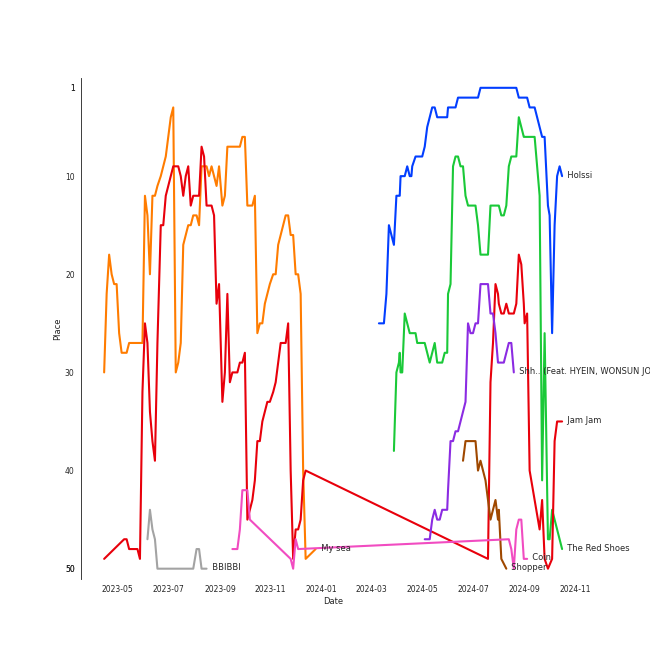 1
10
Holssi
20
Place
30
Shh.. (Feat. HYEIN, WONSUN JO
Jam Jam
40
My sea
The Red Shoes
Coin
50
BBIBBI
Shopper
2023-05
2023-07
2023-09
2023-11
2024-01
2024-03
2024-05
2024-07
2024-09
2024-11
Date